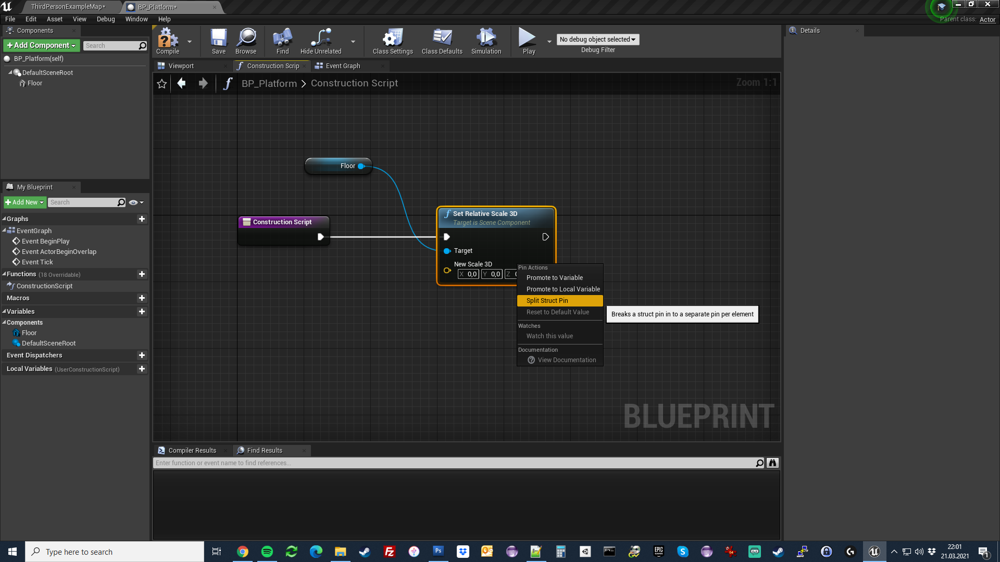 ThirdPersonExampleMap*
BP_Platform*
File Edit Asset View Debug Window Help
Parent class: Actor
Components
+Add Component
Search
BP_Platform(self)
DefaultSceneRoot
Floor
Compile
Save
Browse
Find
Hide Unrelated
Class Settings
Class Defaults
Simulation
Play
No debug object selected
Debug Filter
Details
Viewport
Construction Scrip
Event Graph
BP_Platform > Construction Script
Zoom 1:1
Floor
Construction Script
Set Relative Scale 3D
Target is Scene Component
Target
New Scale 3D
X 0,0 Y 0,0 Z
Pin Actions
Promote to Variable
Promote to Local Variable
Split Struct Pin
Reset to Default Value
Watches
Watch this value
Documentation
View Documentation
Breaks a struct pin in to a separate pin per element
BLUEPRINT
My Blueprint
+Add New
Search
Graphs
EventGraph
Event BeginPlay
Event ActorBeginOverlap
Event Tick
Functions (18 Overridable)
ConstructionScript
Macros
Variables
Components
Floor
DefaultSceneRoot
Event Dispatchers
Local Variables (UserConstructionScript)
Compiler Results
Find Results
Enter function or event name to find references...
Type here to search
Ps
EPIC
GAMES
22:01
21.03.2021
1